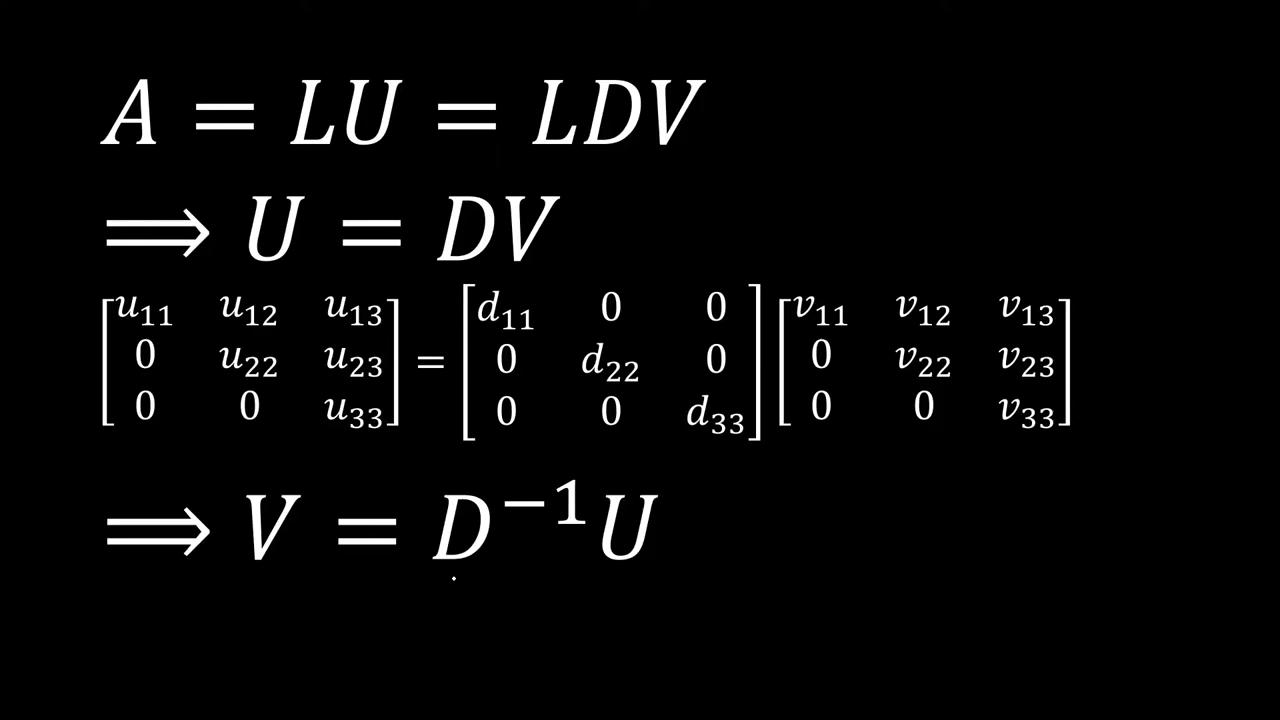 A = LU = LDV
⟹ U = DV
[u₁₁ u₁₂ u₁₃; 0 u₂₂ u₂₃; 0 0 u₃₃] = [d₁₁ 0 0; 0 d₂₂ 0; 0 0 d₃₃] [v₁₁ v₁₂ v₁₃; 0 v₂₂ v₂₃; 0 0 v₃₃]
⟹ V = D⁻¹U